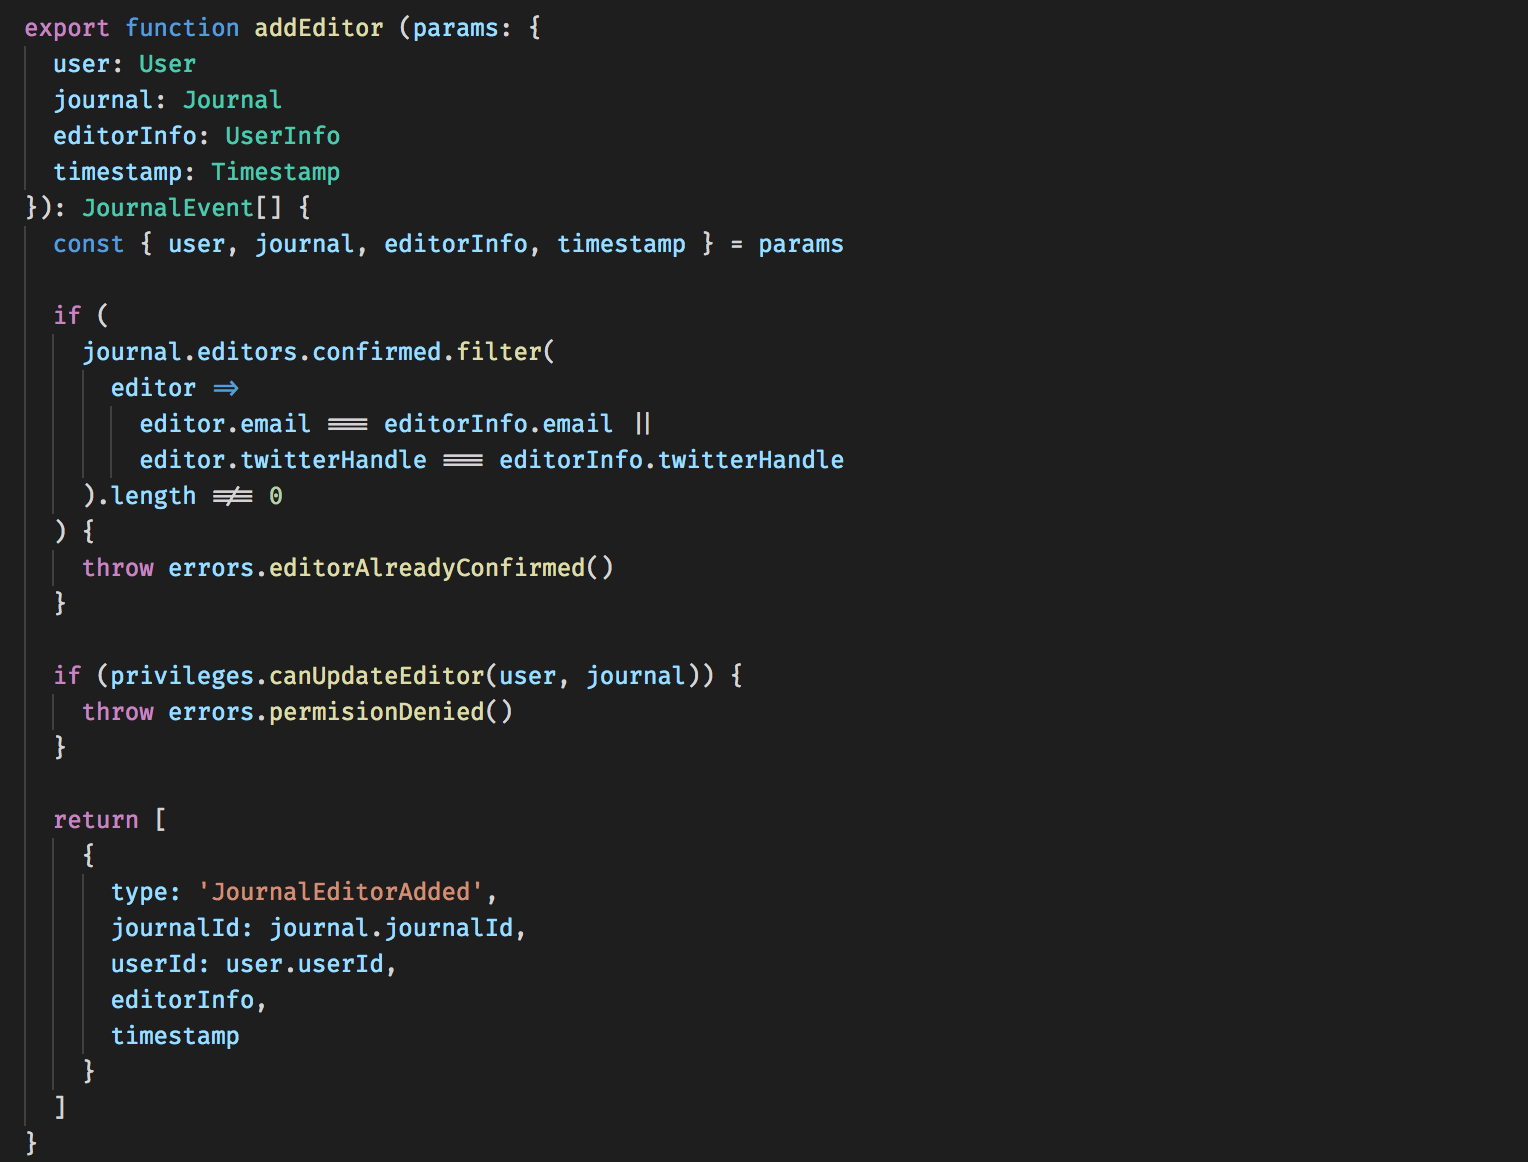 export function addEditor (params: {
  user: User
  journal: Journal
  editorInfo: UserInfo
  timestamp: Timestamp
}): JournalEvent[] {
  const { user, journal, editorInfo, timestamp } = params

  if (
    journal.editors.confirmed.filter(
      editor =>
        editor.email === editorInfo.email ||
        editor.twitterHandle === editorInfo.twitterHandle
    ).length !== 0
  ) {
    throw errors.editorAlreadyConfirmed()
  }

  if (privileges.canUpdateEditor(user, journal)) {
    throw errors.permisionDenied()
  }

  return [
    {
      type: 'JournalEditorAdded',
      journalId: journal.journalId,
      userId: user.userId,
      editorInfo,
      timestamp
    }
  ]
}